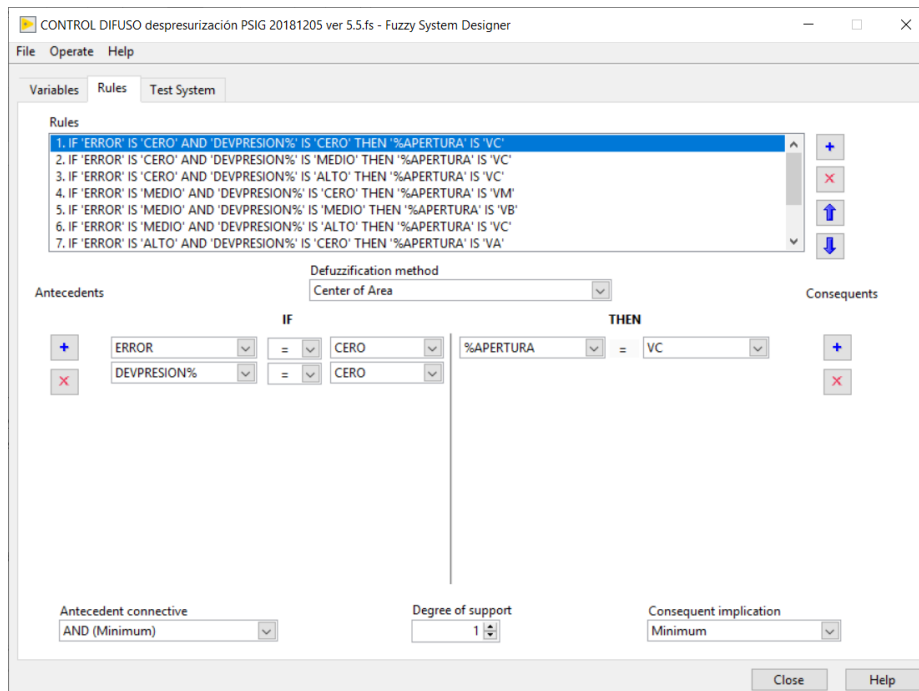 CONTROL DIFUSO despresurización PSIG 20181205 ver 5.5.fs - Fuzzy System Designer
File Operate Help
Variables Rules Test System
Rules
1. IF 'ERROR' IS 'CERO' AND 'DEVPRESION%' IS 'CERO' THEN '%APERTURA' IS 'VC'
2. IF 'ERROR' IS 'CERO' AND 'DEVPRESION%' IS 'MEDIO' THEN '%APERTURA' IS 'VC'
3. IF 'ERROR' IS 'CERO' AND 'DEVPRESION%' IS 'ALTO' THEN '%APERTURA' IS 'VC'
4. IF 'ERROR' IS 'MEDIO' AND 'DEVPRESION%' IS 'CERO' THEN '%APERTURA' IS 'VM'
5. IF 'ERROR' IS 'MEDIO' AND 'DEVPRESION%' IS 'MEDIO' THEN '%APERTURA' IS 'VB'
6. IF 'ERROR' IS 'MEDIO' AND 'DEVPRESION%' IS 'ALTO' THEN '%APERTURA' IS 'VC'
7. IF 'ERROR' IS 'ALTO' AND 'DEVPRESION%' IS 'CERO' THEN '%APERTURA' IS 'VA'
Defuzzification method
Center of Area
Antecedents
Consequents
IF THEN
ERROR = CERO %APERTURA = VC
DEVPRESION% = CERO
Antecedent connective
AND (Minimum)
Degree of support
1
Consequent implication
Minimum
Close Help